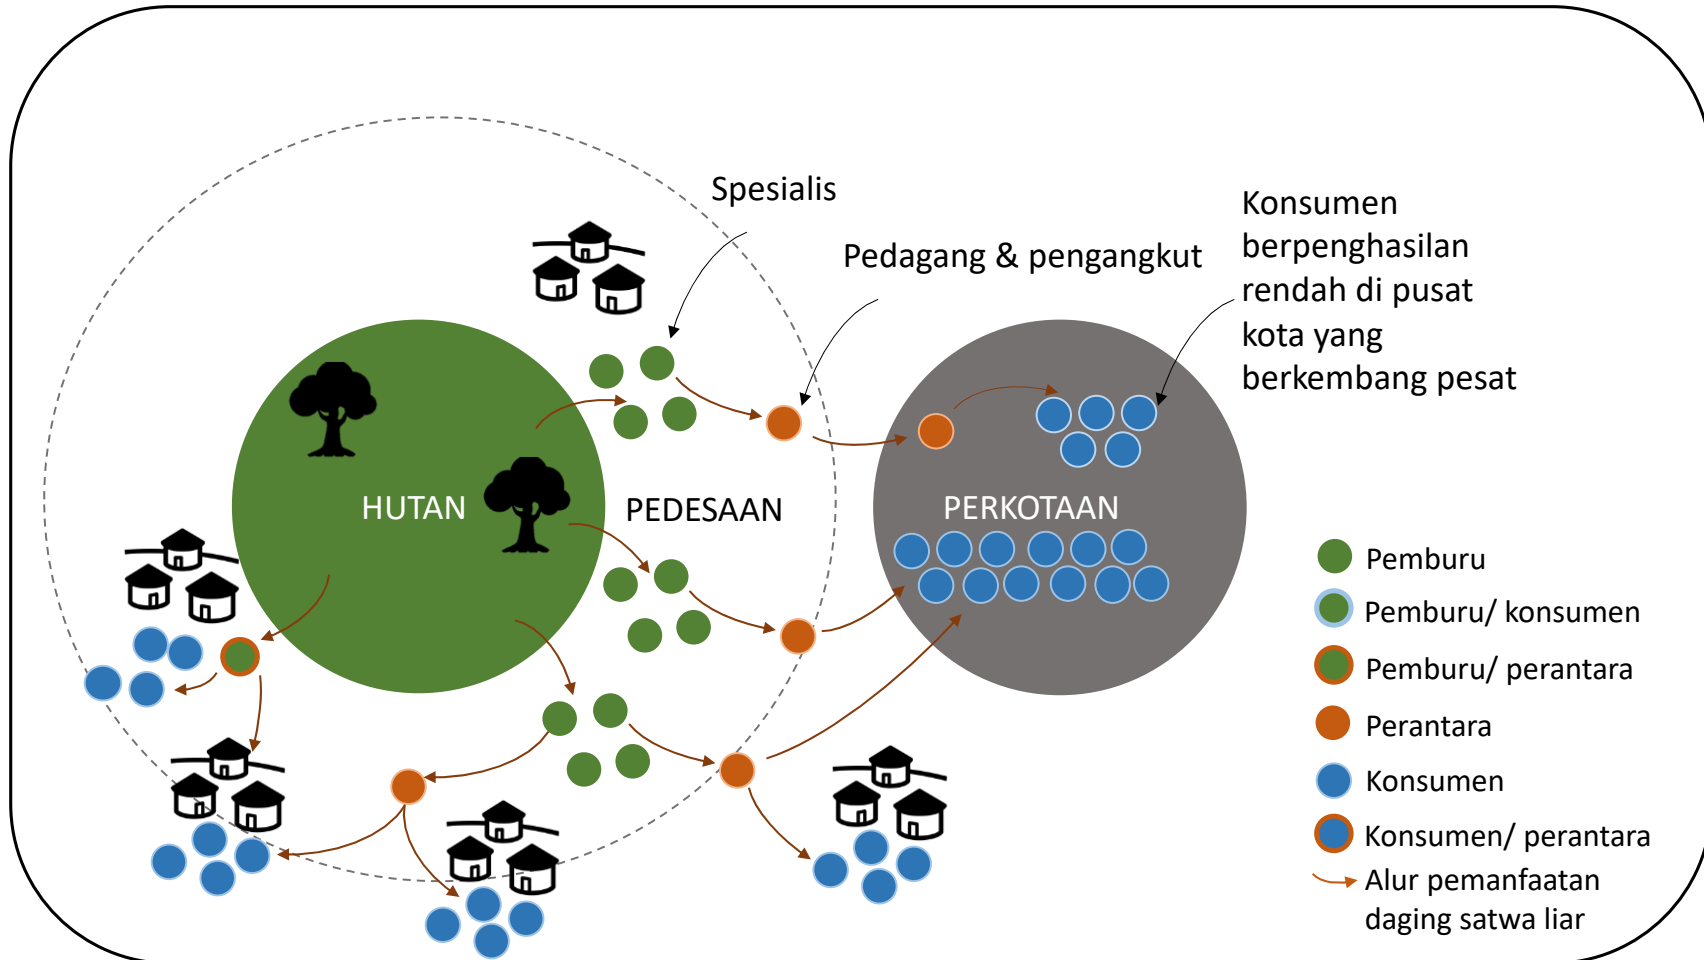 Spesialis
Pedagang & pengangkut
Konsumen
berpenghasilan
rendah di pusat
kota yang
berkembang pesat
HUTAN
PEDESAAN
PERKOTAAN
Pemburu
Pemburu/ konsumen
Pemburu/ perantara
Perantara
Konsumen
Konsumen/ perantara
Alur pemanfaatan
daging satwa liar